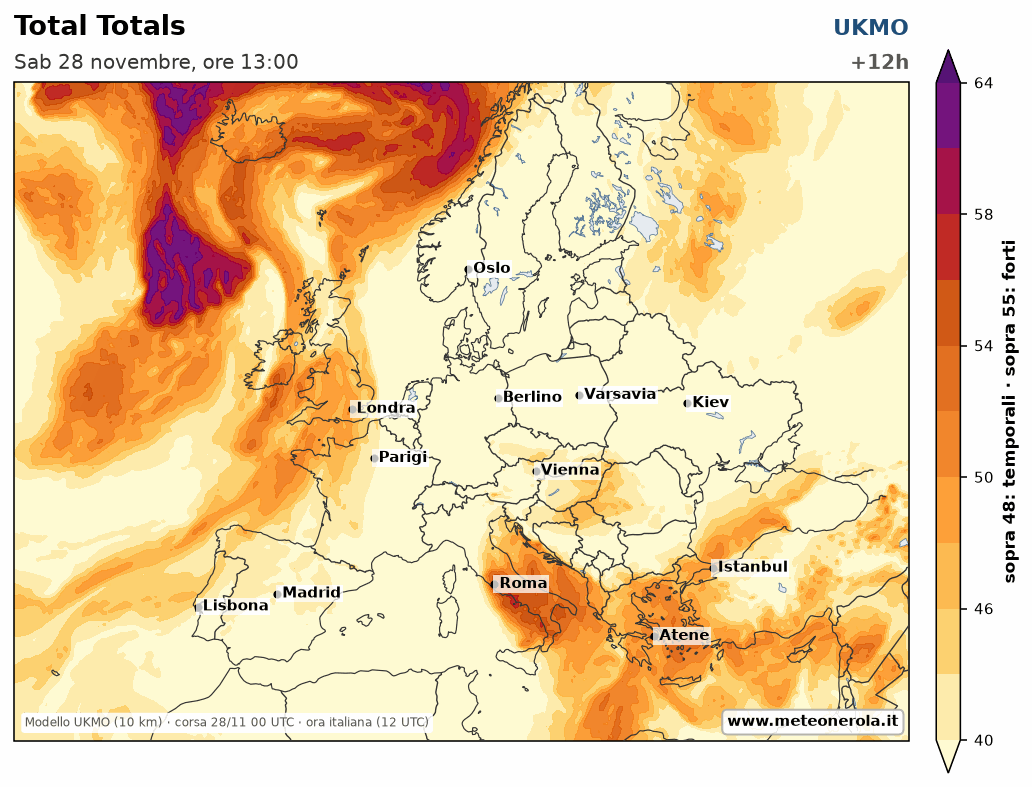 Total Totals
UKMO
Sab 28 novembre, ore 13:00
+12h
64
58
54
50
46
40
sopra 48: temporali · sopra 55: forti
Oslo
Londra
Berlino
Varsavia
Kiev
Parigi
Vienna
Roma
Istanbul
Madrid
Lisbona
Atene
Modello UKMO (10 km) · corsa 28/11 00 UTC · ora italiana (12 UTC)
www.meteonerola.it